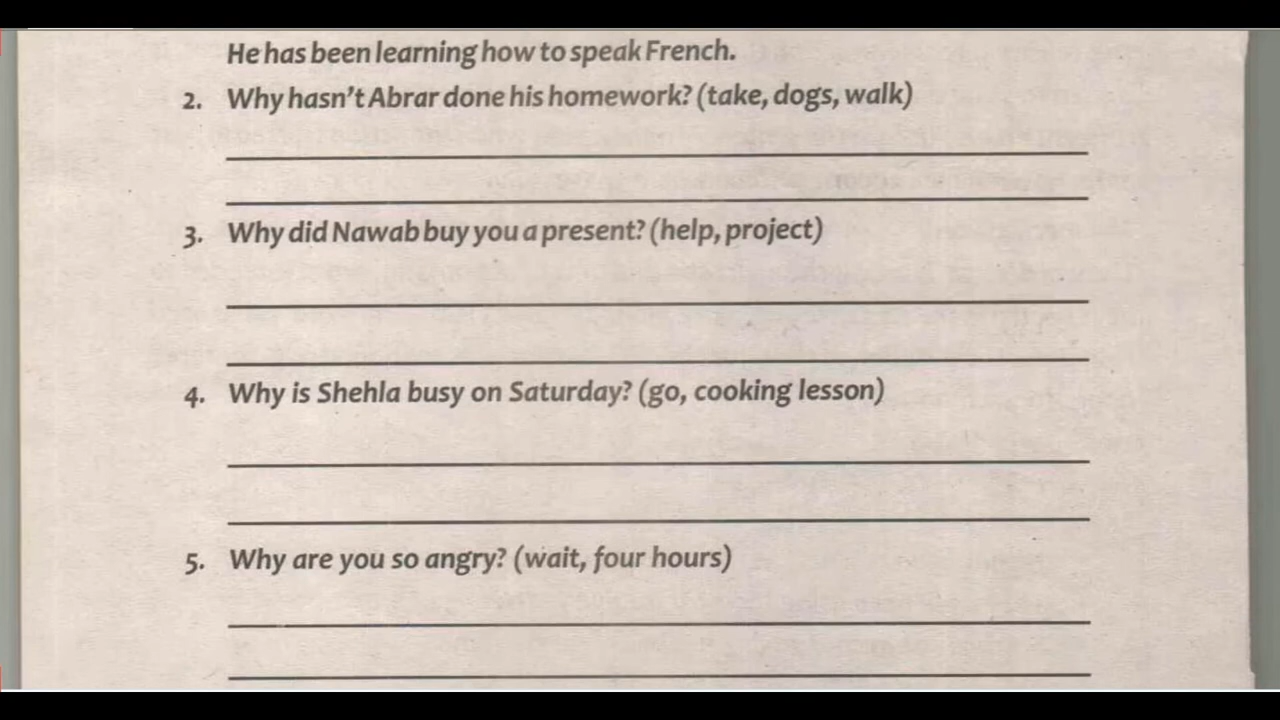 He has been learning how to speak French.
2. Why hasn't Abrar done his homework? (take, dogs, walk)
3. Why did Nawab buy you a present? (help, project)
4. Why is Shehla busy on Saturday? (go, cooking lesson)
5. Why are you so angry? (wait, four hours)